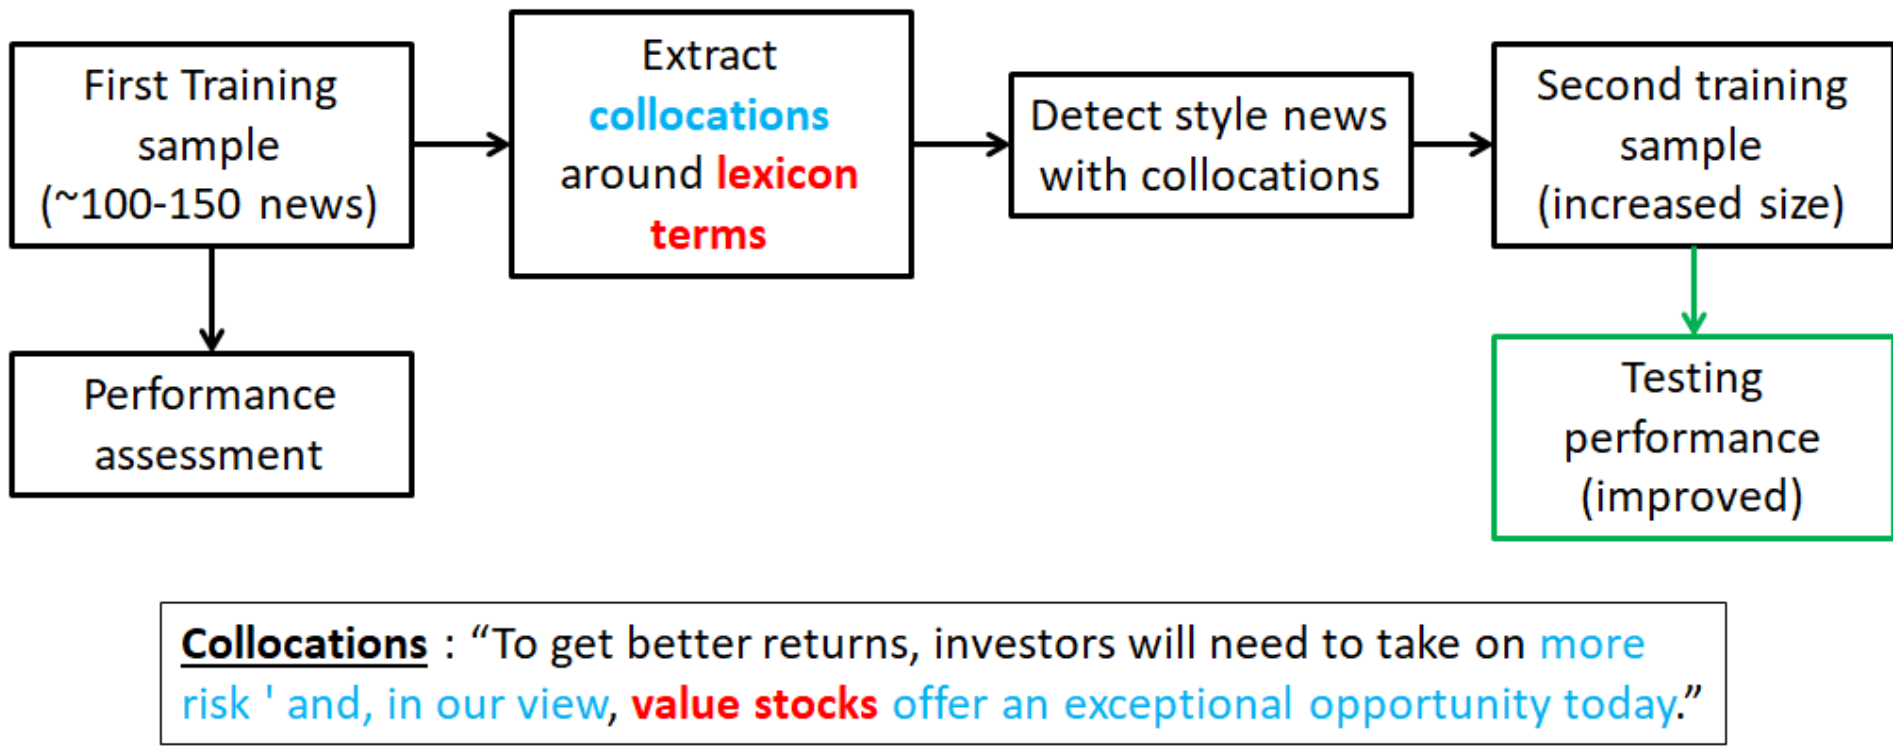 First Training
sample
(~100-150 news)
Extract
collocations
around lexicon
terms
Detect style news
with collocations
Second training
sample
(increased size)
Performance
assessment
Testing
performance
(improved)
Collocations : “To get better returns, investors will need to take on more
risk ' and, in our view, value stocks offer an exceptional opportunity today.”